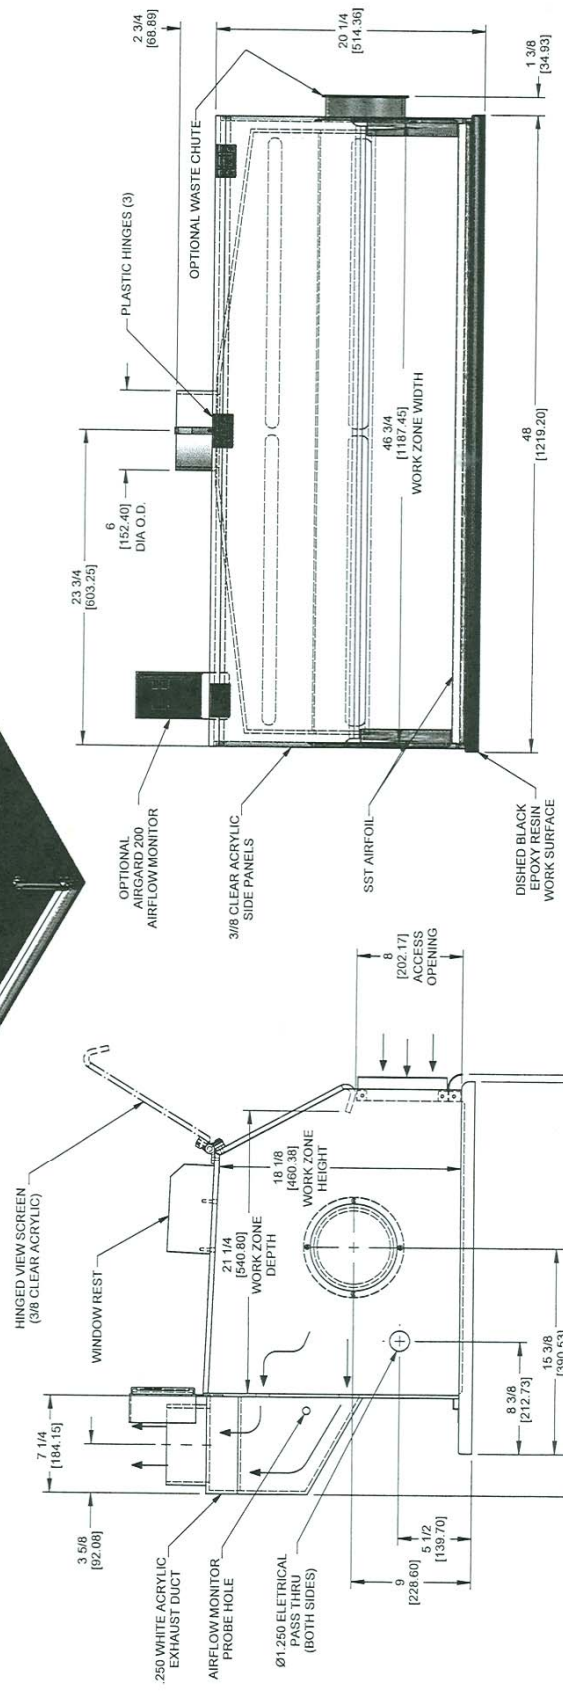 HINGED VIEW SCREEN
(3/8 CLEAR ACRYLIC)
WINDOW REST
7 1/4
[184.15]
3 5/8
[92.08]
.250 WHITE ACRYLIC
EXHAUST DUCT
AIRFLOW MONITOR
PROBE HOLE
Ø1.250 ELETRICAL
PASS THRU
(BOTH SIDES)
21 1/4
[540.80]
WORK ZONE
DEPTH
18 1/8
[460.38]
WORK ZONE
HEIGHT
8
[202.17]
ACCESS
OPENING
9
[228.60]
5 1/2
[139.70]
8 3/8
[212.73]
15 3/8
[390.53]
OPTIONAL
AIRGARD 200
AIRFLOW MONITOR
3//8 CLEAR ACRYLIC
SIDE PANELS
SST AIRFOIL
DISHED BLACK
EPOXY RESIN
WORK SURFACE
23 3/4
[603.25]
6
[152.40]
DIA O.D.
PLASTIC HINGES (3)
OPTIONAL WASTE CHUTE
2 3/4
[68.89]
20 1/4
[514.36]
1 3/8
[34.93]
46 3/4
[1187.45]
WORK ZONE WIDTH
48
[1219.20]